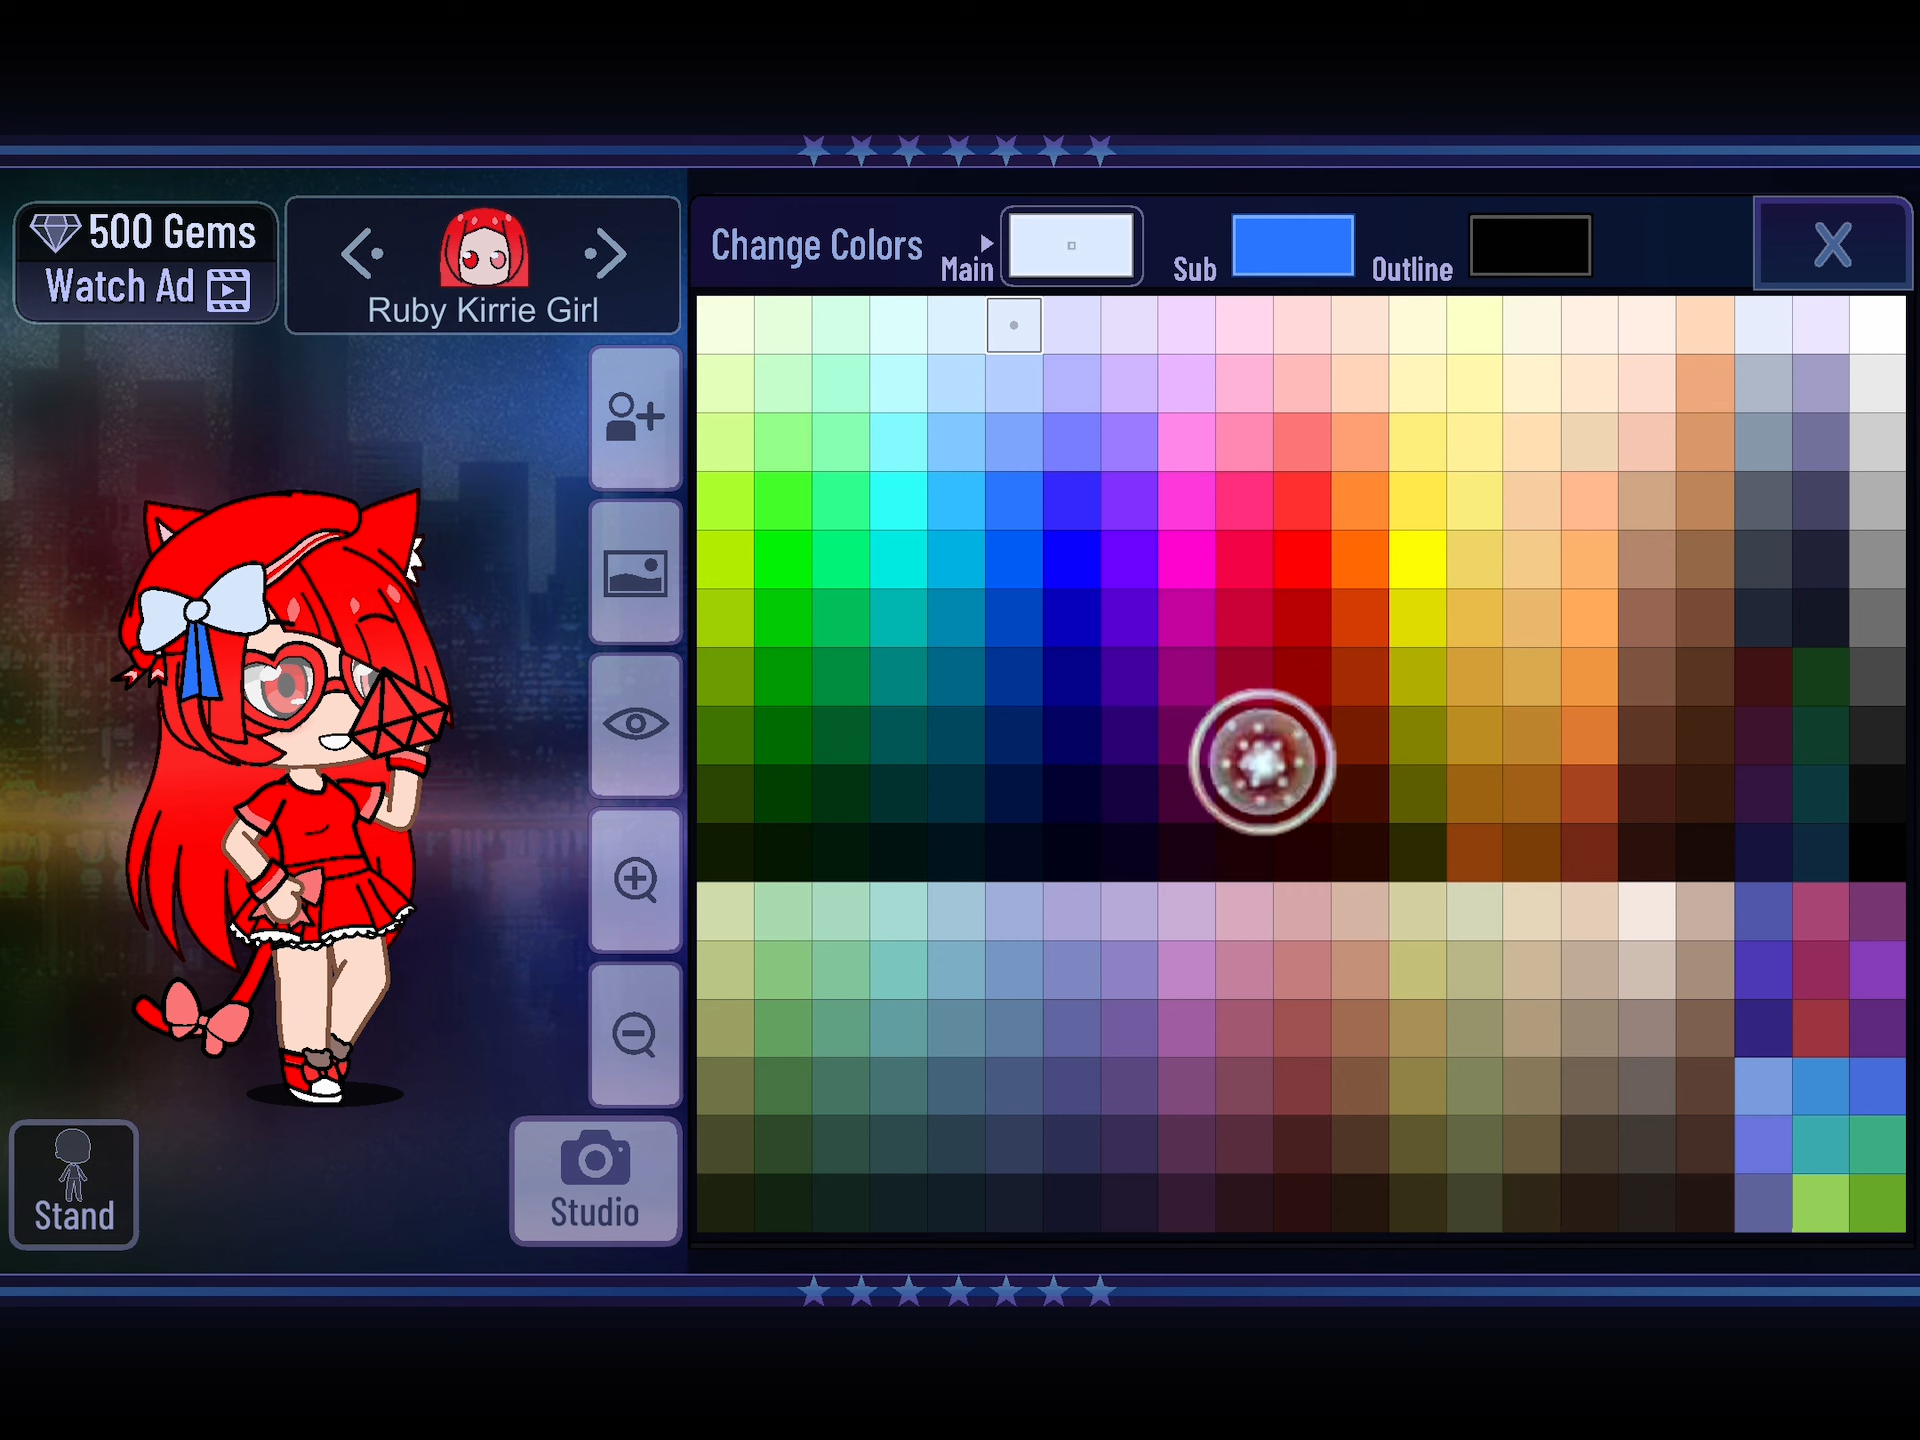 500 Gems
Watch Ad
Ruby Kirrie Girl
Change Colors
Main
Sub
Outline
X
Stand
Studio